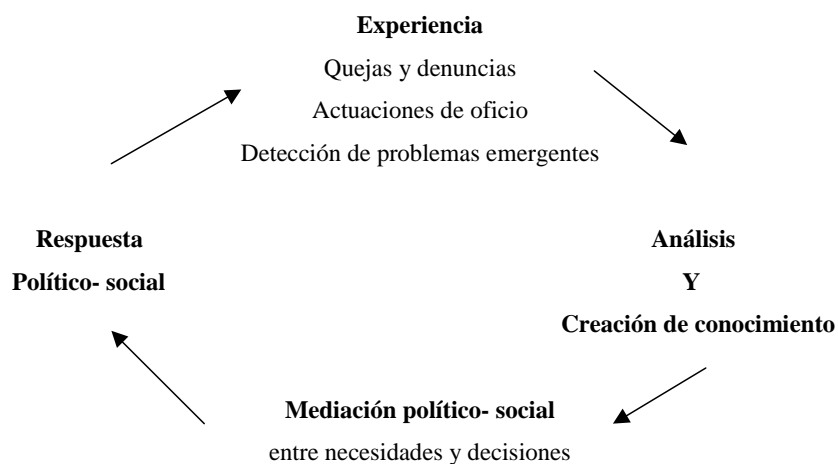 Experiencia
Quejas y denuncias
Actuaciones de oficio
Detección de problemas emergentes
Respuesta
Político- social
Análisis
Y
Creación de conocimiento
Mediación político- social
entre necesidades y decisiones